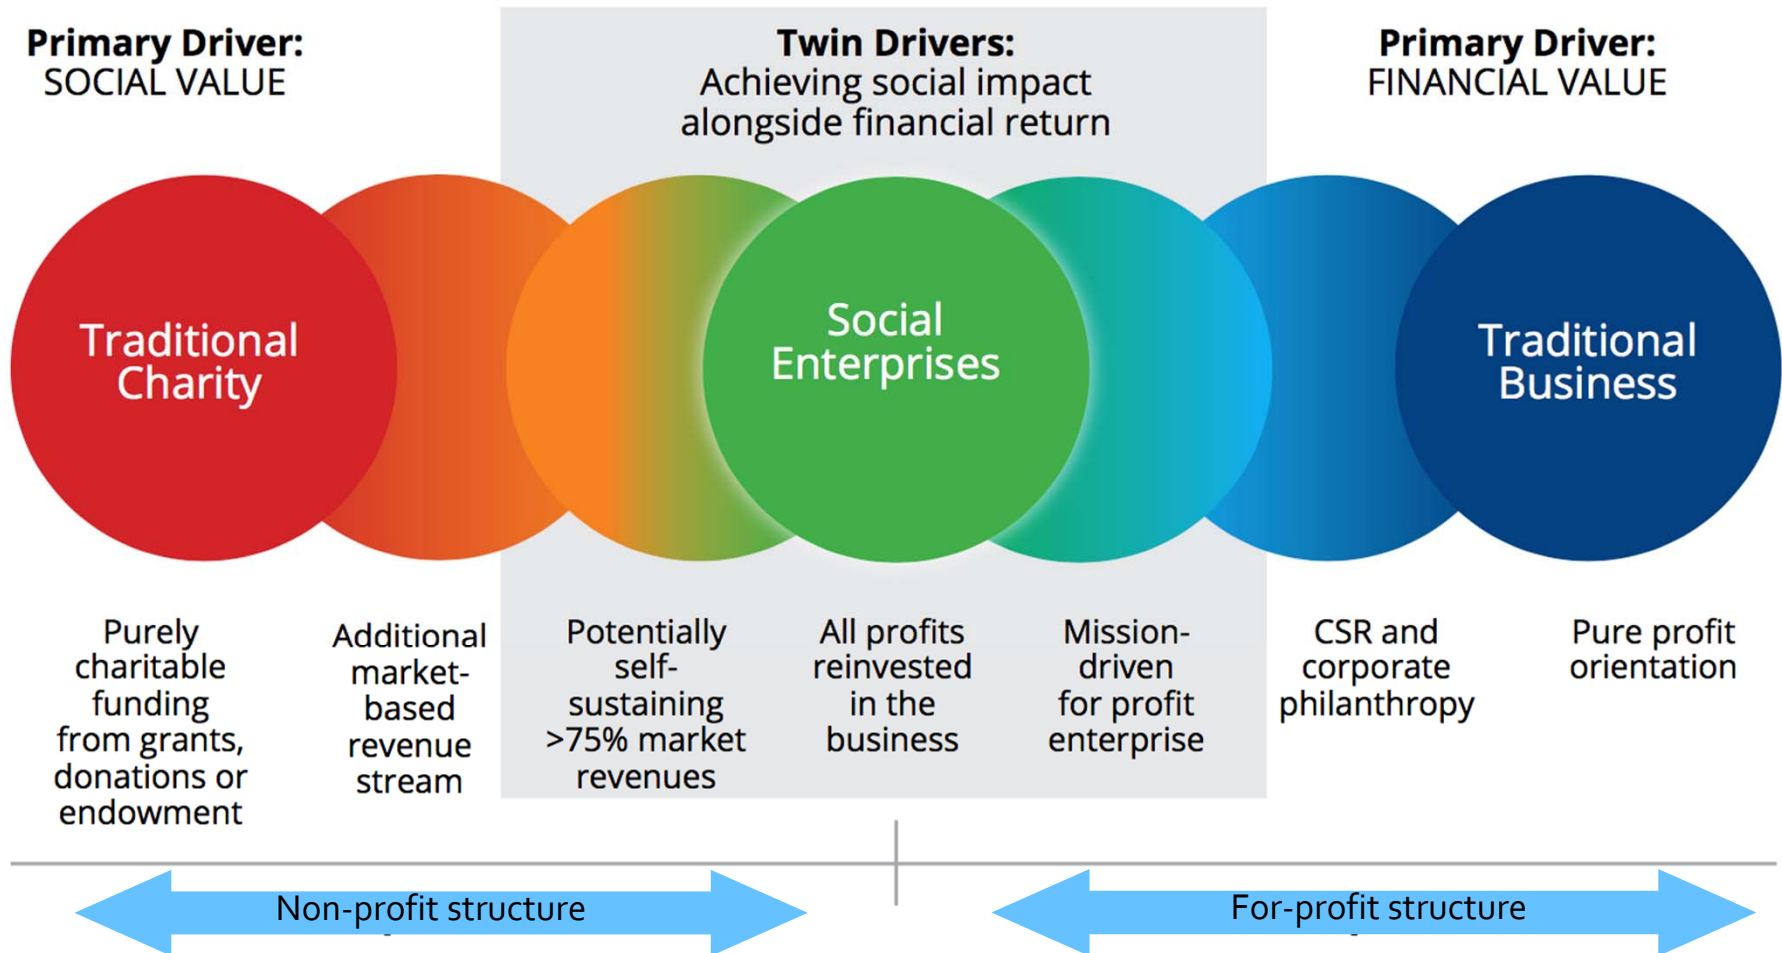 Primary Driver:
SOCIAL VALUE
Twin Drivers:
Achieving social impact
alongside financial return
Primary Driver:
FINANCIAL VALUE
Traditional
Charity
Social
Enterprises
Traditional
Business
Purely
charitable
funding
from grants,
donations or
endowment
Additional
market-
based
revenue
stream
Potentially
self-
sustaining
>75% market
revenues
All profits
reinvested
in the
business
Mission-
driven
for profit
enterprise
CSR and
corporate
philanthropy
Pure profit
orientation
Non-profit structure
For-profit structure